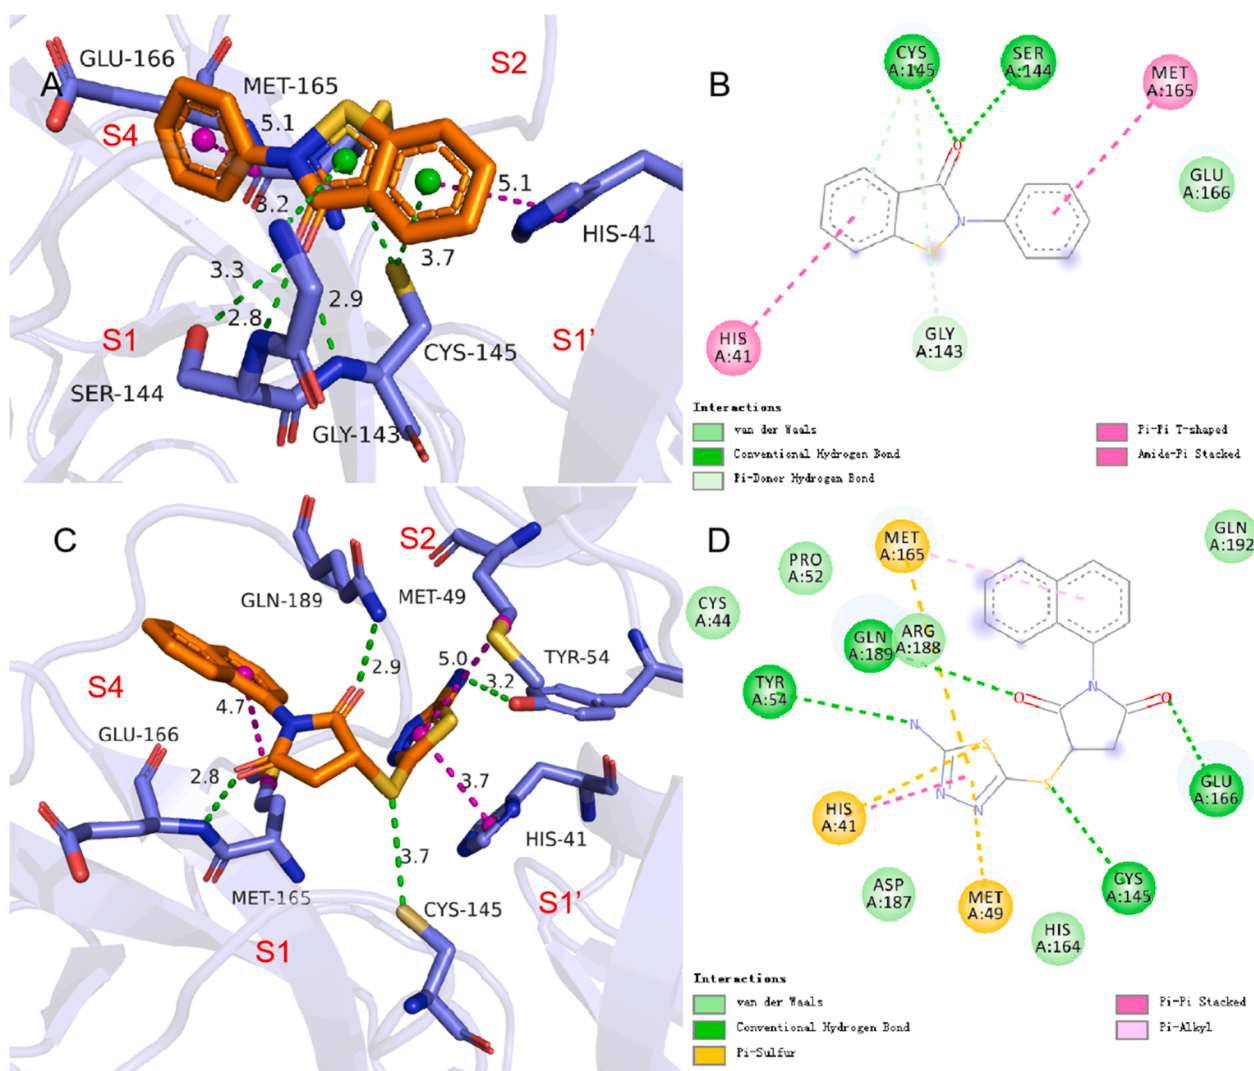 A
GLU-166
MET-165
S2
S4
5.1
5.1
3.2
HIS-41
3.7
3.3
2.9
2.8
S1
S1'
CYS-145
SER-144
GLY-143
B
CYS
A:145
SER
A:144
MET
A:165
GLU
A:166
O
N
S
HIS
A:41
GLY
A:143
Interactions
van der Waals
Conventional Hydrogen Bond
Pi-Donor Hydrogen Bond
Pi-Pi T-shaped
Amide-Pi Stacked
C
S2
GLN-189
MET-49
2.9
5.0
3.2
TYR-54
S4
4.7
GLU-166
2.8
3.7
HIS-41
3.7
MET-165
CYS-145
S1'
S1
D
MET
A:165
GLN
A:192
PRO
A:52
CYS
A:44
GLN
A:189
ARG
A:188
TYR
A:54
O
N
O
N
S
N
N
S
GLU
A:166
HIS
A:41
ASP
A:187
MET
A:49
CYS
A:145
HIS
A:164
Interactions
van der Waals
Conventional Hydrogen Bond
Pi-Sulfur
Pi-Pi Stacked
Pi-Alkyl